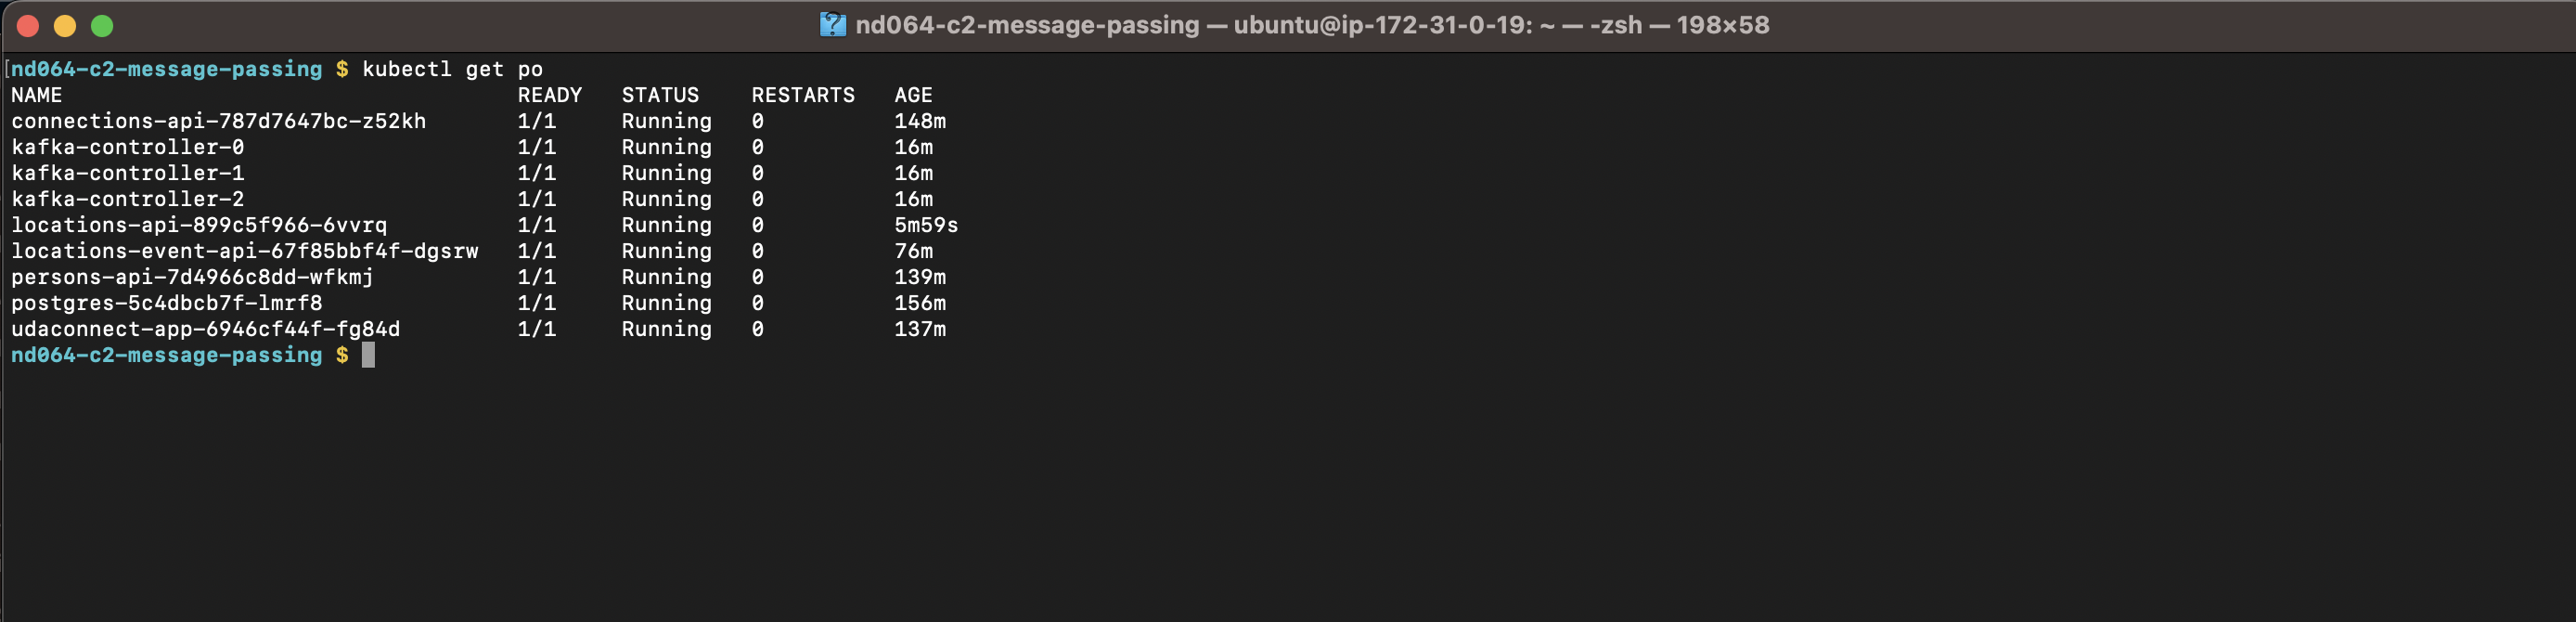 nd064-c2-message-passing — ubuntu@ip-172-31-0-19: ~ — -zsh — 198×58
[nd064-c2-message-passing $ kubectl get po
NAME READY STATUS RESTARTS AGE
connections-api-787d7647bc-z52kh 1/1 Running 0 148m
kafka-controller-0 1/1 Running 0 16m
kafka-controller-1 1/1 Running 0 16m
kafka-controller-2 1/1 Running 0 16m
locations-api-899c5f966-6vvrq 1/1 Running 0 5m59s
locations-event-api-67f85bbf4f-dgsrw 1/1 Running 0 76m
persons-api-7d4966c8dd-wfkmj 1/1 Running 0 139m
postgres-5c4dbcb7f-lmrf8 1/1 Running 0 156m
udaconnect-app-6946cf44f-fg84d 1/1 Running 0 137m
nd064-c2-message-passing $